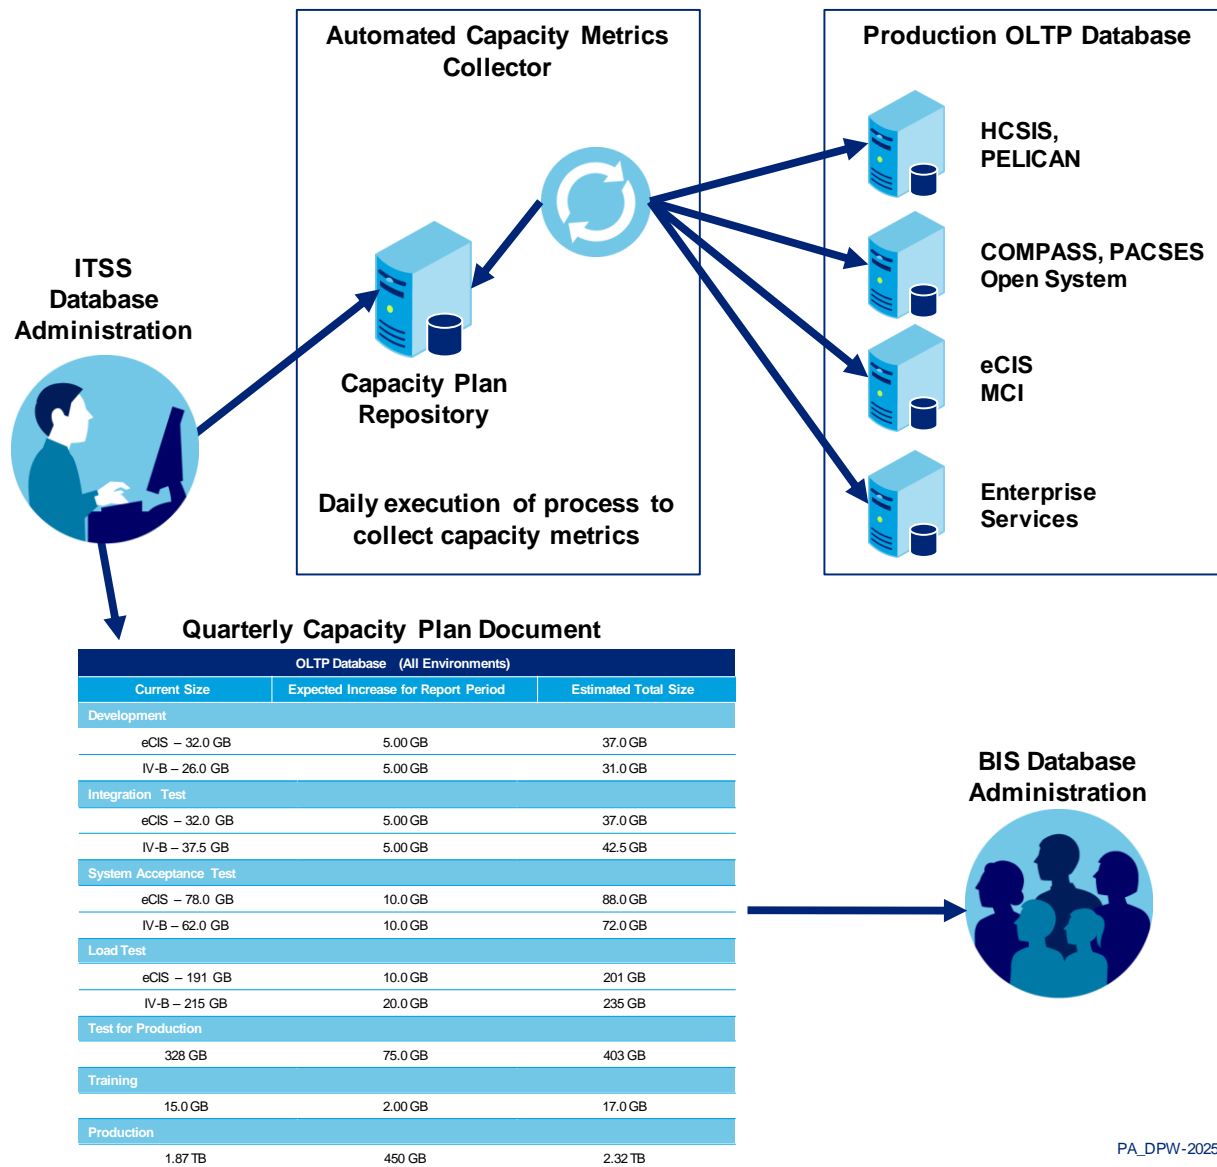 Automated Capacity Metrics
Collector
Production OLTP Database
HCSIS,
PELICAN
COMPASS, PACSES
Open System
eCIS
MCI
Enterprise
Services
ITSS
Database
Administration
Capacity Plan
Repository
Daily execution of process to
collect capacity metrics
Quarterly Capacity Plan Document
OLTP Database (All Environments)
Current Size Expected Increase for Report Period Estimated Total Size
Development
eCIS – 32.0 GB 5.00 GB 37.0 GB
IV-B – 26.0 GB 5.00 GB 31.0 GB
Integration Test
eCIS – 32.0 GB 5.00 GB 37.0 GB
IV-B – 37.5 GB 5.00 GB 42.5 GB
System Acceptance Test
eCIS – 78.0 GB 10.0 GB 88.0 GB
IV-B – 62.0 GB 10.0 GB 72.0 GB
Load Test
eCIS – 191 GB 10.0 GB 201 GB
IV-B – 215 GB 20.0 GB 235 GB
Test for Production
328 GB 75.0 GB 403 GB
Training
15.0 GB 2.00 GB 17.0 GB
Production
1.87 TB 450 GB 2.32 TB
BIS Database
Administration
PA_DPW-2025